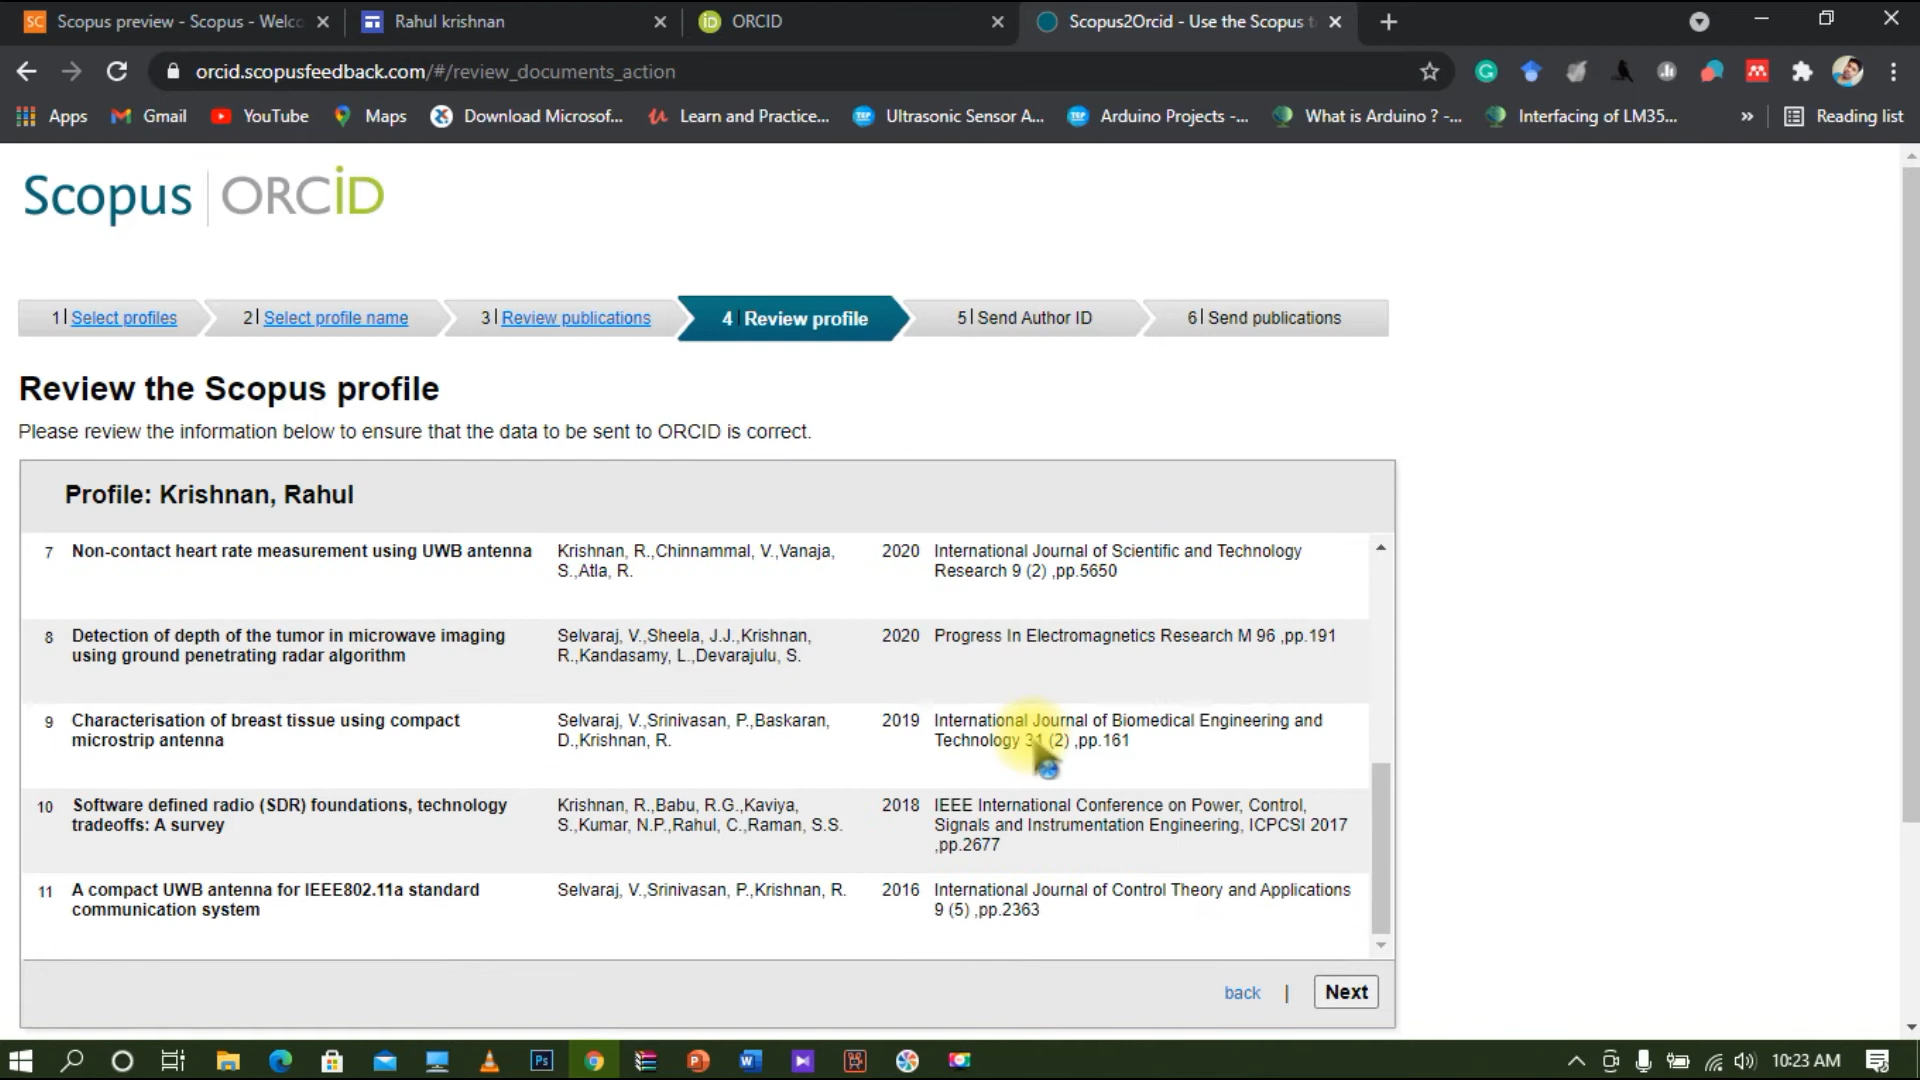 SC Scopus preview - Scopus - Welco
Rahul krishnan
iD ORCID
Scopus2Orcid - Use the Scopus t
orcid.scopusfeedback.com/#/review_documents_action
Apps
Gmail
YouTube
Maps
Download Microsof...
Learn and Practice...
Ultrasonic Sensor A...
Arduino Projects -...
What is Arduino ? -...
Interfacing of LM35...
»
Reading list
Scopus | ORCiD
1| Select profiles
2| Select profile name
3| Review publications
4 Review profile
5| Send Author ID
6| Send publications
Review the Scopus profile
Please review the information below to ensure that the data to be sent to ORCID is correct.
Profile: Krishnan, Rahul
7 Non-contact heart rate measurement using UWB antenna Krishnan, R.,Chinnammal, V.,Vanaja, 2020 International Journal of Scientific and Technology
S.,Atla, R. Research 9 (2) ,pp.5650
8 Detection of depth of the tumor in microwave imaging Selvaraj, V.,Sheela, J.J.,Krishnan, 2020 Progress In Electromagnetics Research M 96 ,pp.191
using ground penetrating radar algorithm R.,Kandasamy, L.,Devarajulu, S.
9 Characterisation of breast tissue using compact Selvaraj, V.,Srinivasan, P.,Baskaran, 2019 International Journal of Biomedical Engineering and
microstrip antenna D.,Krishnan, R. Technology 31 (2) ,pp.161
10 Software defined radio (SDR) foundations, technology Krishnan, R.,Babu, R.G.,Kaviya, 2018 IEEE International Conference on Power, Control,
tradeoffs: A survey S.,Kumar, N.P.,Rahul, C.,Raman, S.S. Signals and Instrumentation Engineering, ICPCSI 2017
,pp.2677
11 A compact UWB antenna for IEEE802.11a standard Selvaraj, V.,Srinivasan, P.,Krishnan, R. 2016 International Journal of Control Theory and Applications
communication system 9 (5) ,pp.2363
back | Next
Ps
10:23 AM